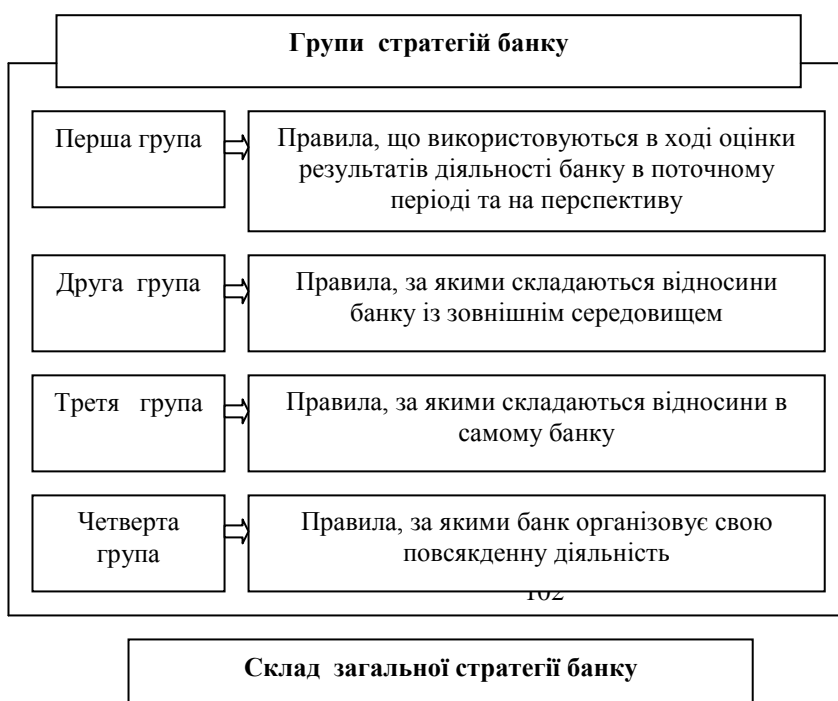 Групи стратегій банку
Перша група
Правила, що використовуються в ході оцінки
результатів діяльності банку в поточному
періоді та на перспективу
Друга група
Правила, за якими складаються відносини
банку із зовнішнім середовищем
Третя група
Правила, за якими складаються відносини в
самому банку
Четверта
група
Правила, за якими банк організовує свою
повсякденну діяльність
102
Склад загальної стратегії банку